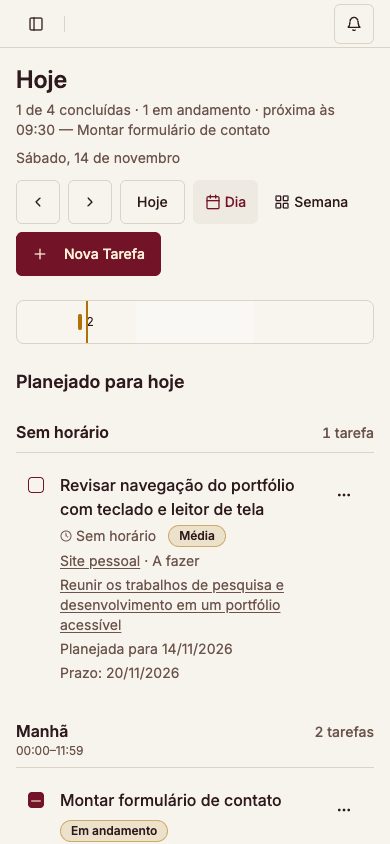 Hoje
1 de 4 concluídas · 1 em andamento · próxima às
09:30 — Montar formulário de contato
Sábado, 14 de novembro
Hoje
Dia
Semana
Nova Tarefa
2
Planejado para hoje
Sem horário
1 tarefa
Revisar navegação do portfólio
com teclado e leitor de tela
Sem horário
Média
Site pessoal · A fazer
Reunir os trabalhos de pesquisa e
desenvolvimento em um portfólio
acessível
Planejada para 14/11/2026
Prazo: 20/11/2026
Manhã
2 tarefas
00:00–11:59
Montar formulário de contato
Em andamento